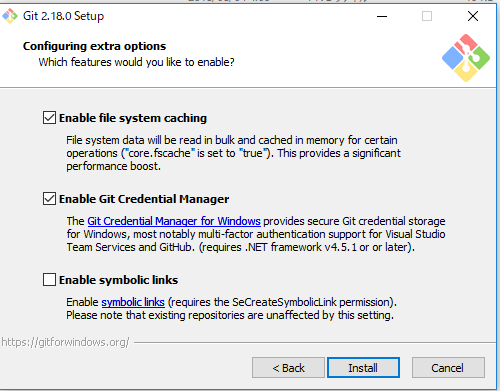 Git 2.18.0 Setup
Configuring extra options
Which features would you like to enable?
Enable file system caching
File system data will be read in bulk and cached in memory for certain
operations ("core.fscache" is set to "true"). This provides a significant
performance boost.
Enable Git Credential Manager
The Git Credential Manager for Windows provides secure Git credential storage
for Windows, most notably multi-factor authentication support for Visual Studio
Team Services and GitHub. (requires .NET framework v4.5.1 or or later).
Enable symbolic links
Enable symbolic links (requires the SeCreateSymbolicLink permission).
Please note that existing repositories are unaffected by this setting.
https://gitforwindows.org/
< Back
Install
Cancel